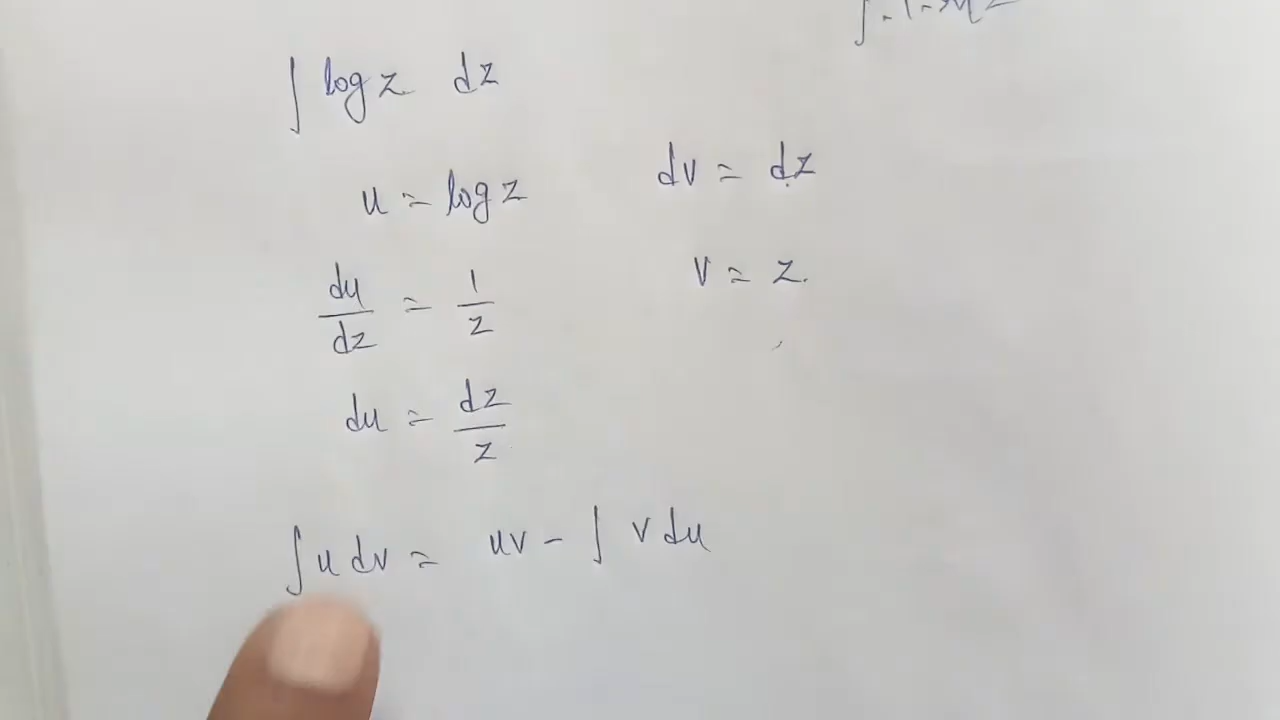 ∫ log z dz
u = log z dv = dz
du/dz = 1/z v = z.
du = dz/z
∫ u dv = uv - ∫ v du